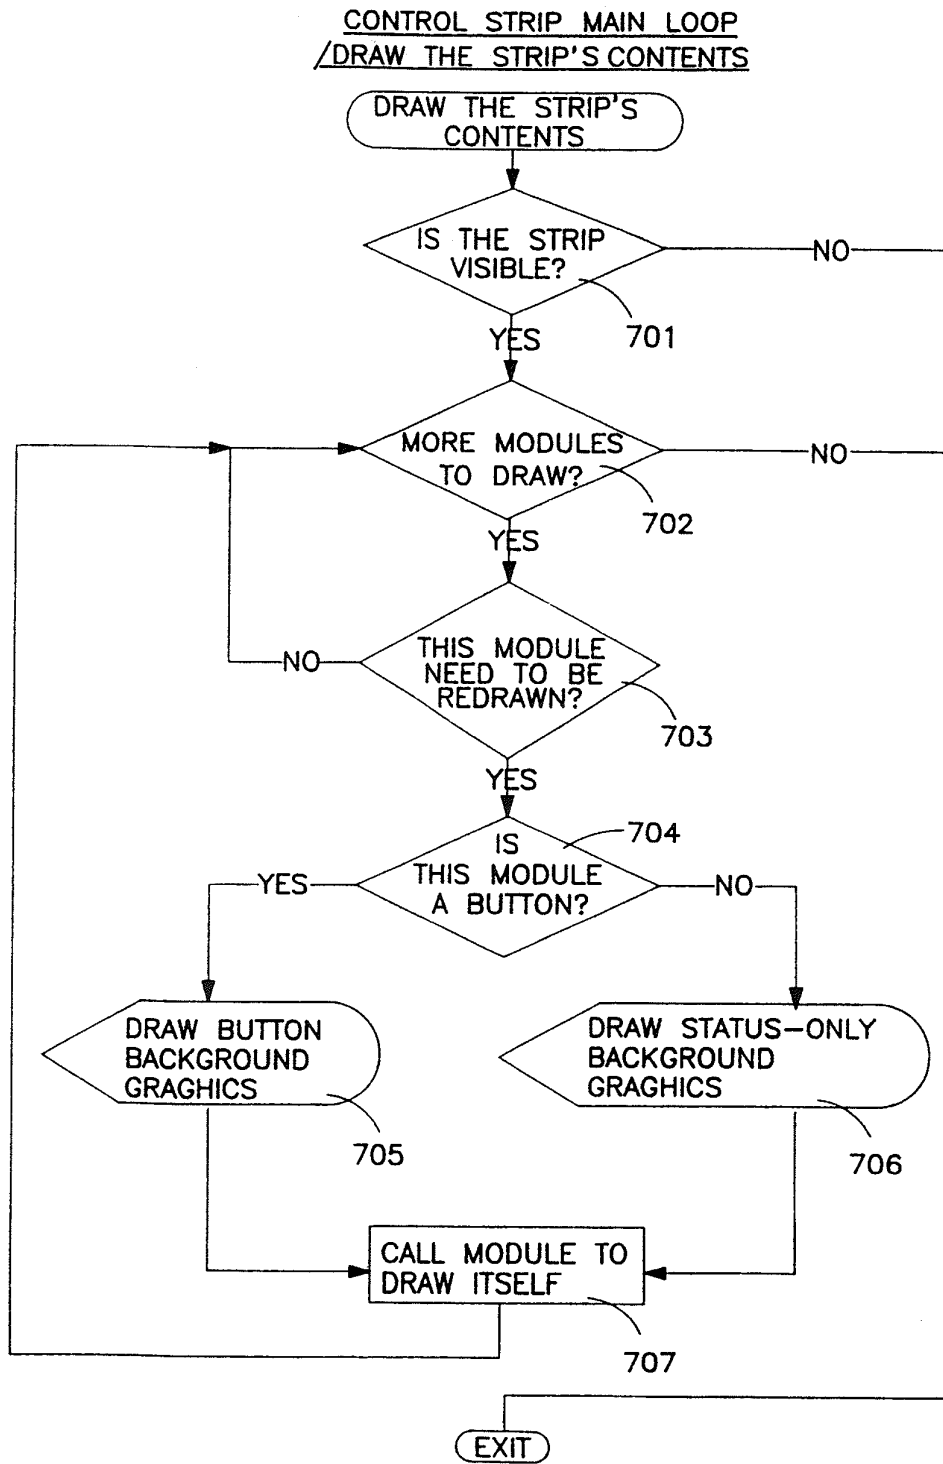 CONTROL STRIP MAIN LOOP
/DRAW THE STRIP'S CONTENTS
DRAW THE STRIP'S
CONTENTS
IS THE STRIP
VISIBLE?
NO
701
YES
MORE MODULES
TO DRAW?
NO
702
YES
THIS MODULE
NEED TO BE
REDRAWN?
NO
703
YES
704
IS
THIS MODULE
A BUTTON?
YES
NO
DRAW BUTTON
BACKGROUND
GRAGHICS
705
DRAW STATUS-ONLY
BACKGROUND
GRAGHICS
706
CALL MODULE TO
DRAW ITSELF
707
EXIT